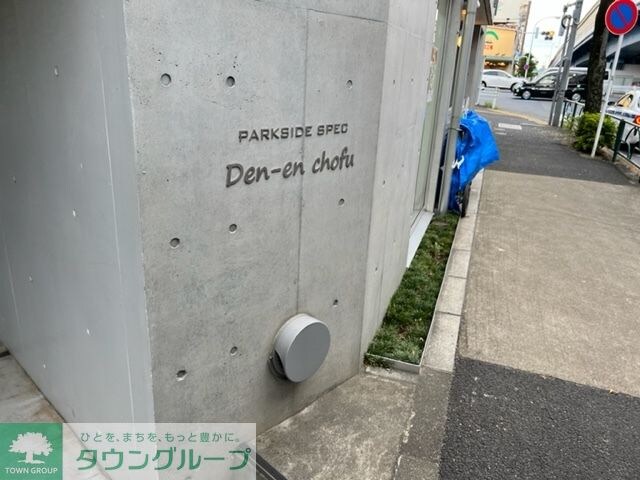 PARKSIDE SPEC
Den-en chofu
ひとを、まちを、もっと豊かに。
タウングループ
TOWN GROUP